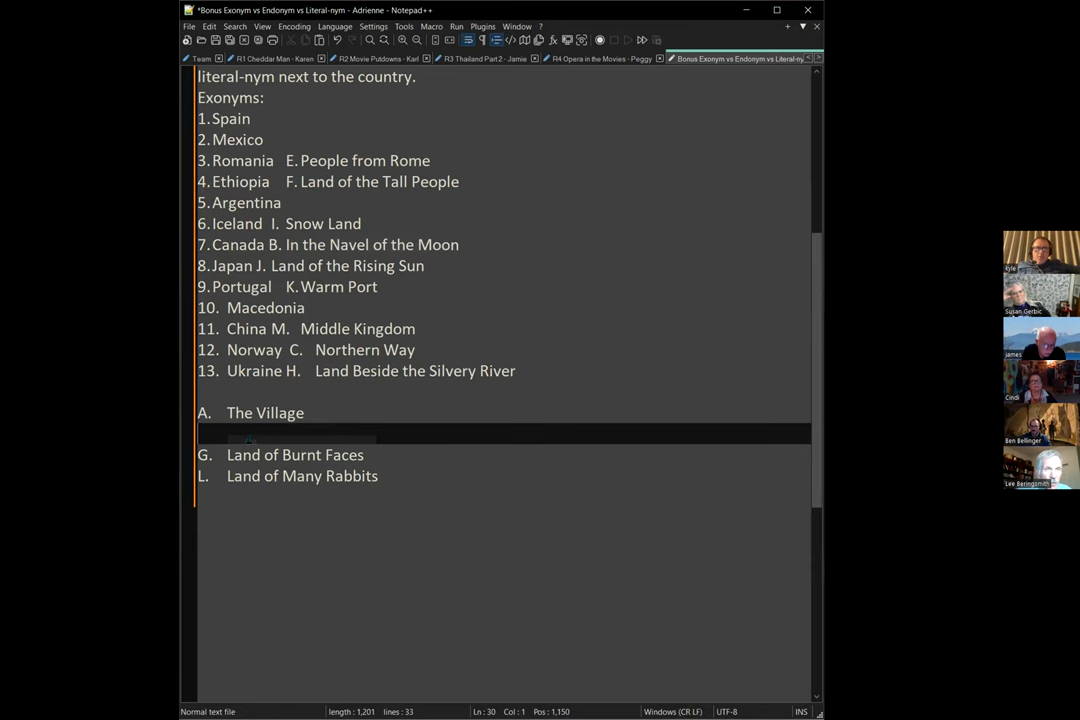 *Bonus Exonym vs Endonym vs Literal-nym - Adrienne - Notepad++
File Edit Search View Encoding Language Settings Tools Macro Run Plugins Window ?
Team R1 Cheddar Man - Karen R2 Movie Putdowns - Karl R3 Thailand Part 2 - Jamie R4 Opera in the Movies - Peggy Bonus Exonym vs Endonym vs Literal-ny
literal-nym next to the country.
Exonyms:
1. Spain
2. Mexico
3. Romania E. People from Rome
4. Ethiopia F. Land of the Tall People
5. Argentina
6. Iceland I. Snow Land
7. Canada B. In the Navel of the Moon
8. Japan J. Land of the Rising Sun
9. Portugal K. Warm Port
10. Macedonia
11. China M. Middle Kingdom
12. Norway C. Northern Way
13. Ukraine H. Land Beside the Silvery River
A. The Village
G. Land of Burnt Faces
L. Land of Many Rabbits
Normal text file length : 1,201 lines : 33 Ln : 30 Col : 1 Pos : 1,150 Windows (CR LF) UTF-8 INS
kyle
Susan Gerbic
james
Cindi
Ben Bellinger
Lee Beringsmith